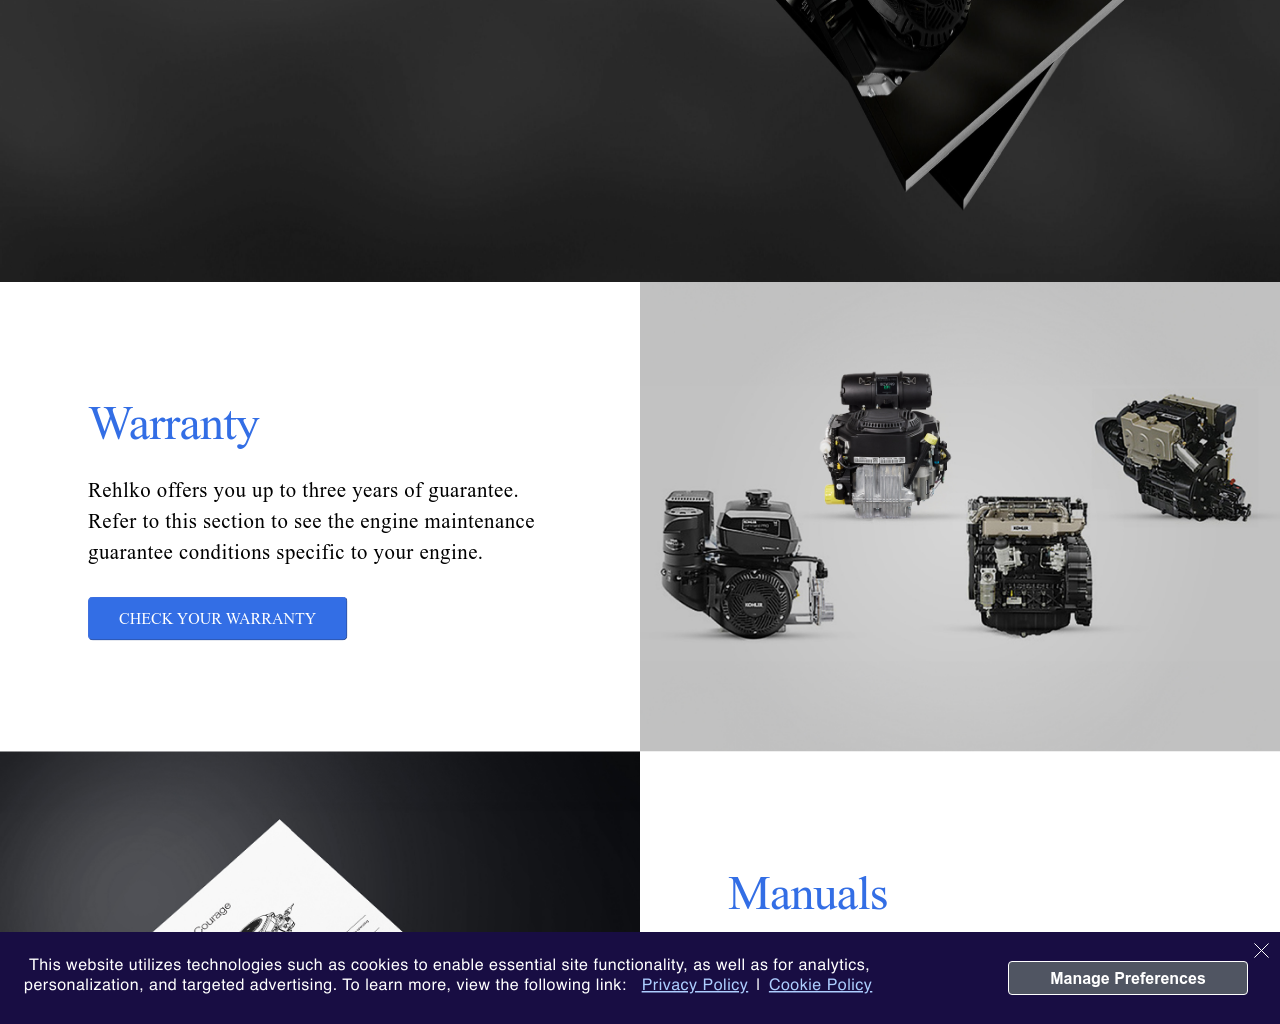 Warranty
Rehlko offers you up to three years of guarantee.
Refer to this section to see the engine maintenance
guarantee conditions specific to your engine.
CHECK YOUR WARRANTY
KOHLER
KOHLER
Courage
Manuals
This website utilizes technologies such as cookies to enable essential site functionality, as well as for analytics,
personalization, and targeted advertising. To learn more, view the following link: Privacy Policy | Cookie Policy
Manage Preferences